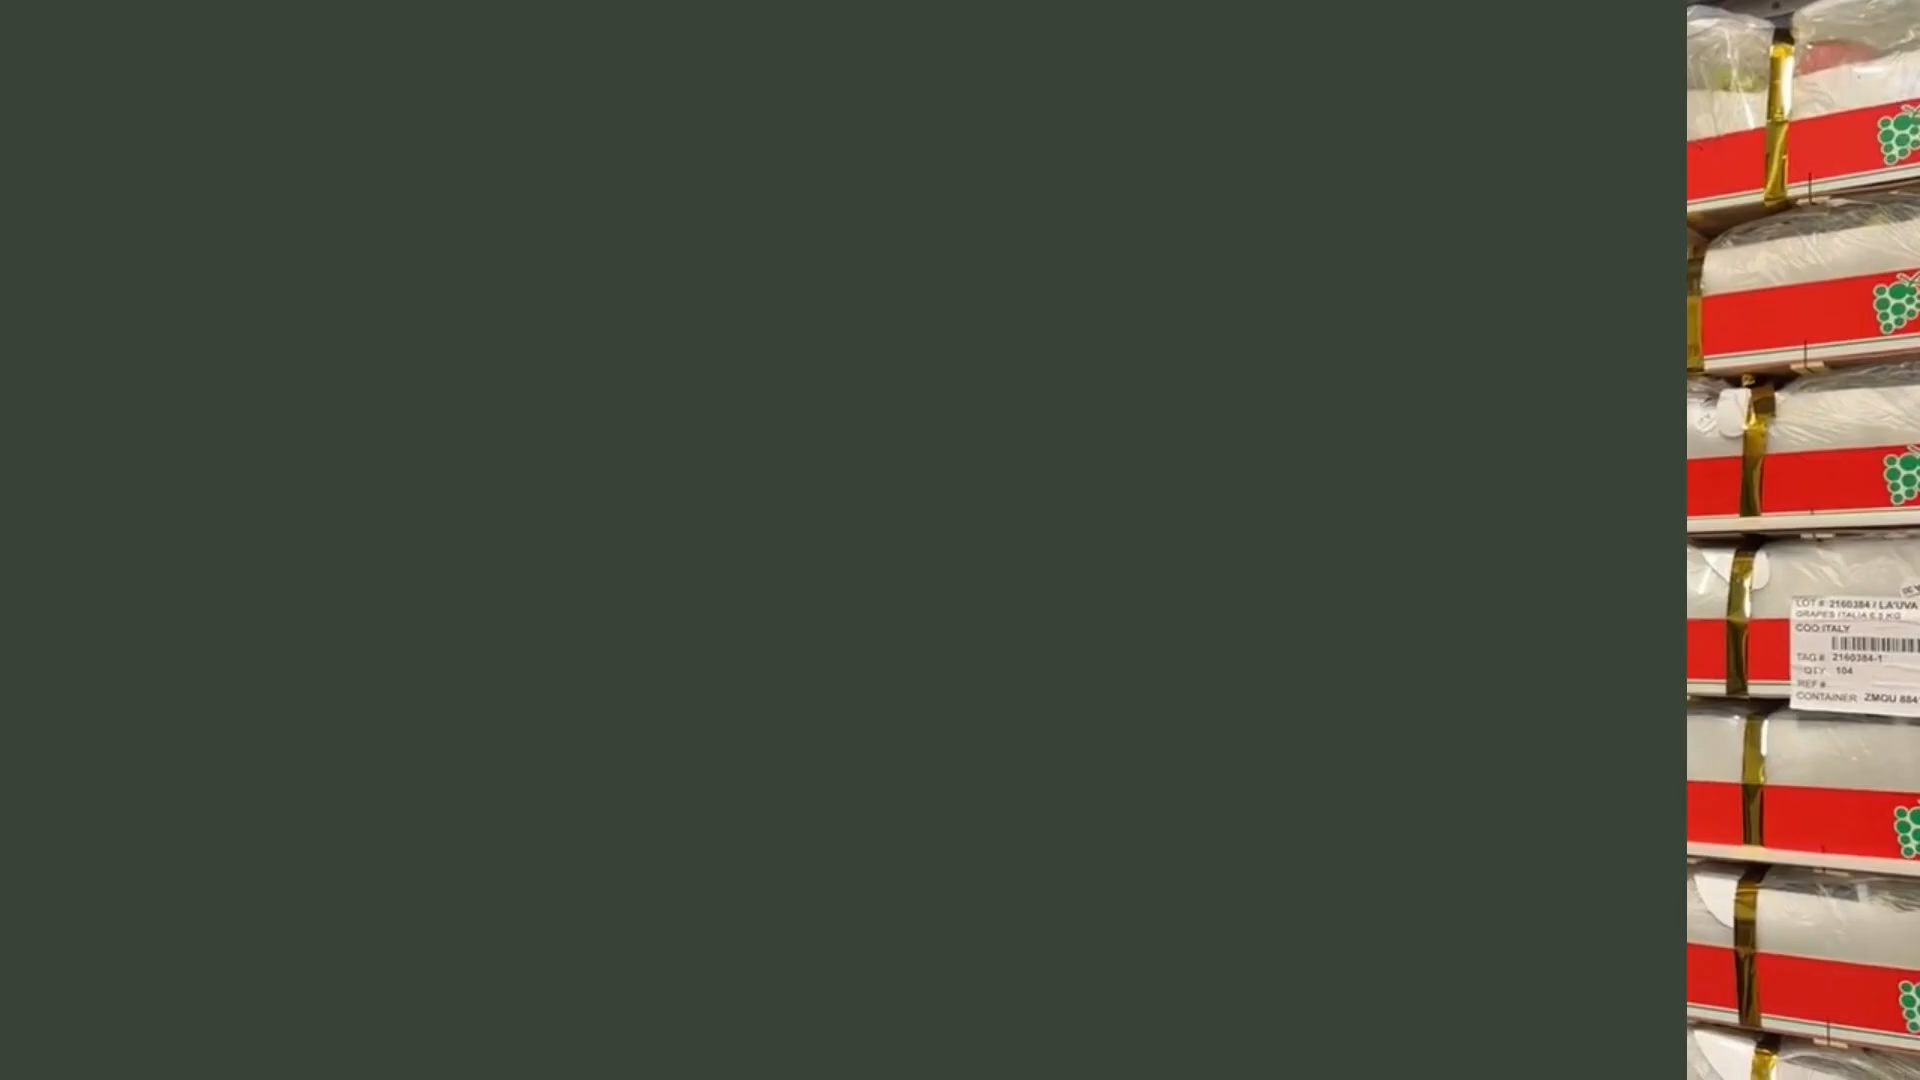 LOT # 2160384 / LA'UVA
GRAPES ITALIA 6.5 KG
COO ITALY
TAG # 2160384-1
QTY 104
REF #
CONTAINER ZMOU 884